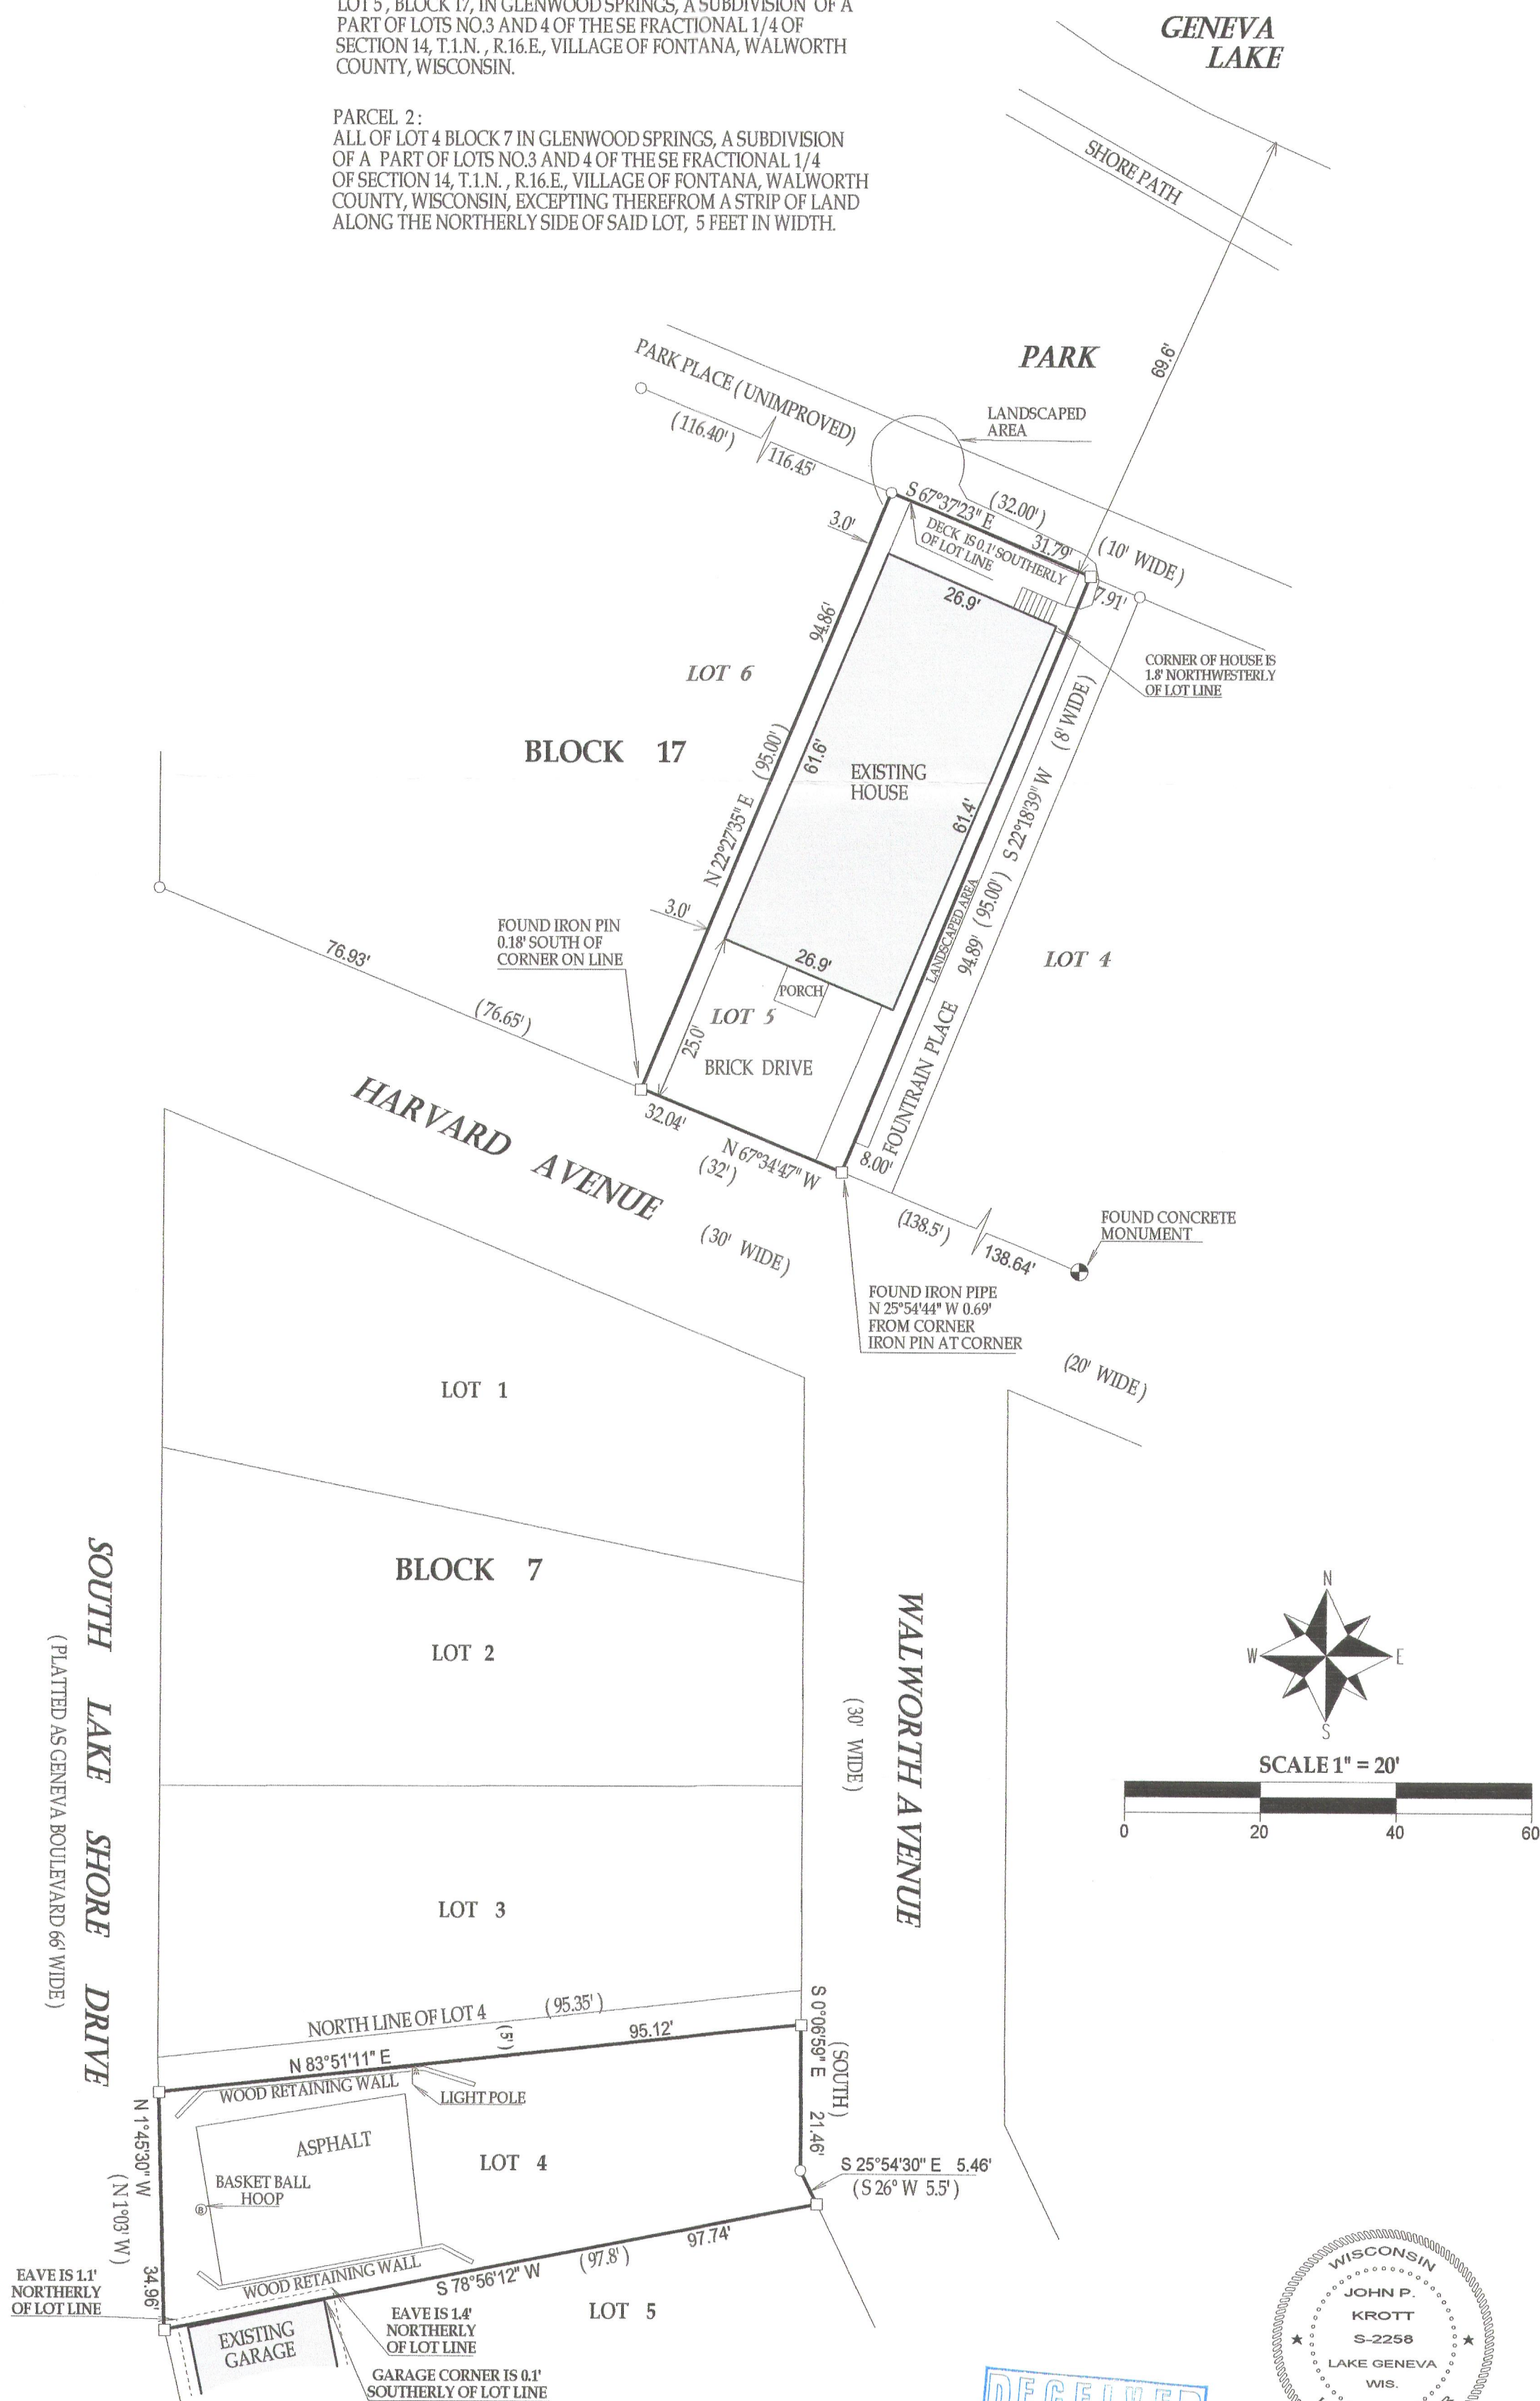 LOT 5 , BLOCK 17, IN GLENWOOD SPRINGS, A SUBDIVISION OF A
PART OF LOTS NO.3 AND 4 OF THE SE FRACTIONAL 1/4 OF
SECTION 14, T.1.N. , R.16.E., VILLAGE OF FONTANA, WALWORTH
COUNTY, WISCONSIN.
PARCEL 2 :
ALL OF LOT 4 BLOCK 7 IN GLENWOOD SPRINGS, A SUBDIVISION
OF A PART OF LOTS NO.3 AND 4 OF THE SE FRACTIONAL 1/4
OF SECTION 14, T.1.N. , R.16.E., VILLAGE OF FONTANA, WALWORTH
COUNTY, WISCONSIN, EXCEPTING THEREFROM A STRIP OF LAND
ALONG THE NORTHERLY SIDE OF SAID LOT, 5 FEET IN WIDTH.
GENEVA
LAKE
SHORE PATH
69.6'
PARK
PARK PLACE ( UNIMPROVED)
(116.40')
116.45'
LANDSCAPED
AREA
S 67°37'23" E
(32.00')
31.79'
(10' WIDE)
7.91'
3.0'
DECK IS 0.1' SOUTHERLY
OF LOT LINE
26.9'
CORNER OF HOUSE IS
1.8' NORTHWESTERLY
OF LOT LINE
94.86'
LOT 6
BLOCK 17
N 22°27'35" E (95.00')
61.6'
EXISTING
HOUSE
61.4'
LANDSCAPED AREA
FOUNTRAIN PLACE 94.89' (95.00') S 22°18'39" W (8' WIDE)
LOT 4
3.0'
FOUND IRON PIN
0.18' SOUTH OF
CORNER ON LINE
76.93'
(76.65')
26.9'
PORCH
LOT 5
25.0'
BRICK DRIVE
32.04'
N 67°34'47" W
(32')
8.00'
HARVARD AVENUE
(30' WIDE)
(138.5')
138.64'
FOUND CONCRETE
MONUMENT
FOUND IRON PIPE
N 25°54'44" W 0.69'
FROM CORNER
IRON PIN AT CORNER
(20' WIDE)
LOT 1
BLOCK 7
LOT 2
LOT 3
SOUTH LAKE SHORE DRIVE
(PLATTED AS GENEVA BOULEVARD 66' WIDE)
WALWORTH AVENUE
(30' WIDE)
N
W
E
S
SCALE 1" = 20'
0 20 40 60
NORTH LINE OF LOT 4
(95.35')
(5')
95.12'
N 83°51'11" E
WOOD RETAINING WALL
LIGHT POLE
S 0°06'59" E 21.46'
(SOUTH)
ASPHALT
LOT 4
BASKET BALL
HOOP
B
S 25°54'30" E 5.46'
(S 26° W 5.5')
N 1°45'30" W 34.96'
(N 1°03' W)
WOOD RETAINING WALL
S 78°56'12" W
(97.8')
97.74'
EAVE IS 1.1'
NORTHERLY
OF LOT LINE
EXISTING
GARAGE
EAVE IS 1.4'
NORTHERLY
OF LOT LINE
GARAGE CORNER IS 0.1'
SOUTHERLY OF LOT LINE
LOT 5
WISCONSIN
JOHN P.
KROTT
S-2258
LAKE GENEVA
WIS.
RECEIVED